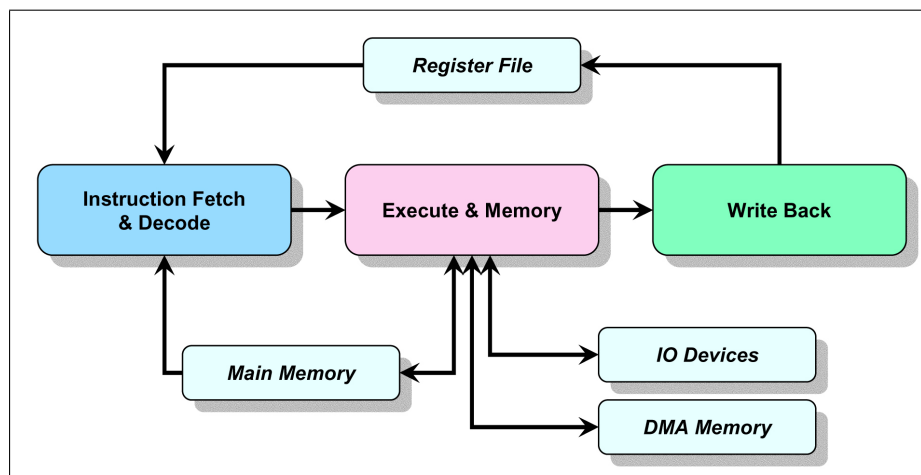 Register File
Instruction Fetch
& Decode
Execute & Memory
Write Back
Main Memory
IO Devices
DMA Memory